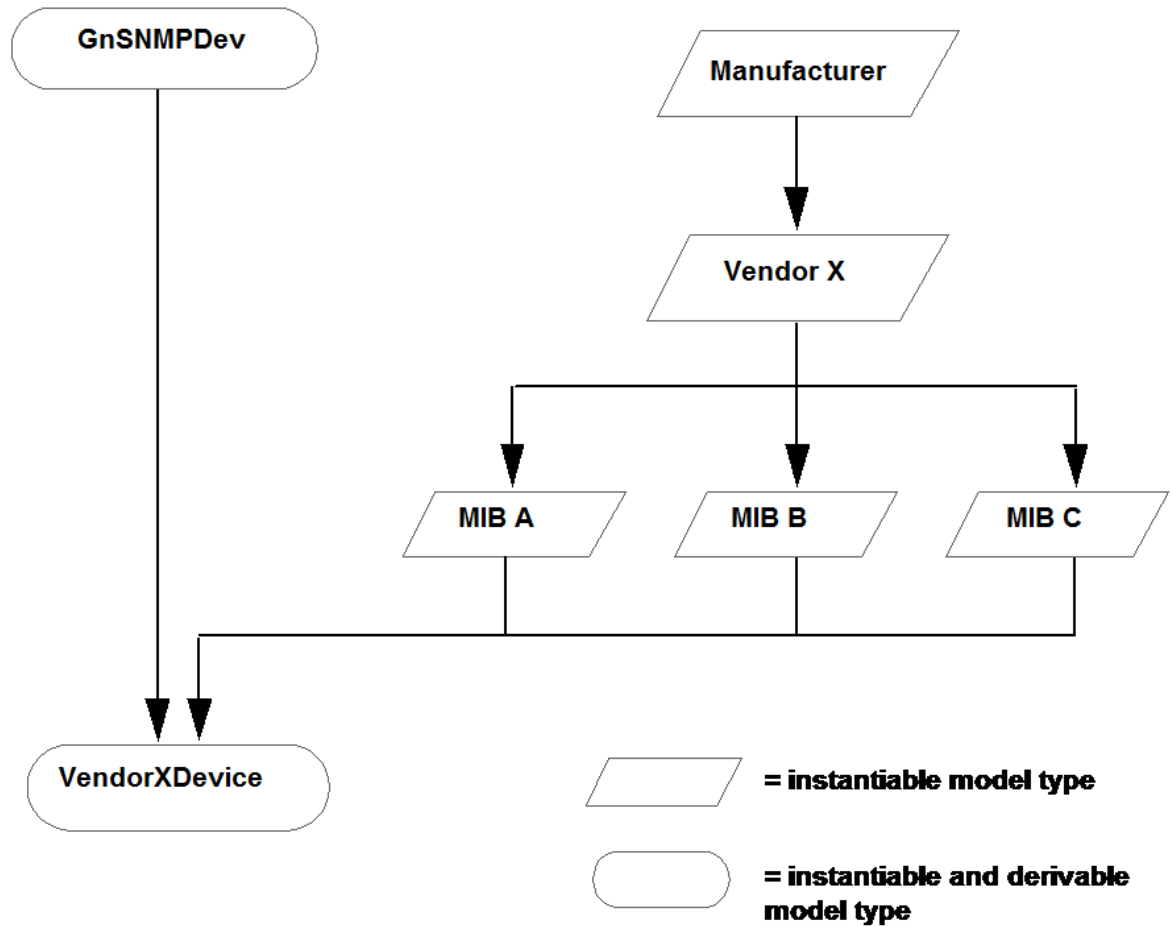 GnSNMPDev
Manufacturer
Vendor X
MIB A
MIB B
MIB C
VendorXDevice
= instantiable model type
= instantiable and derivable
model type